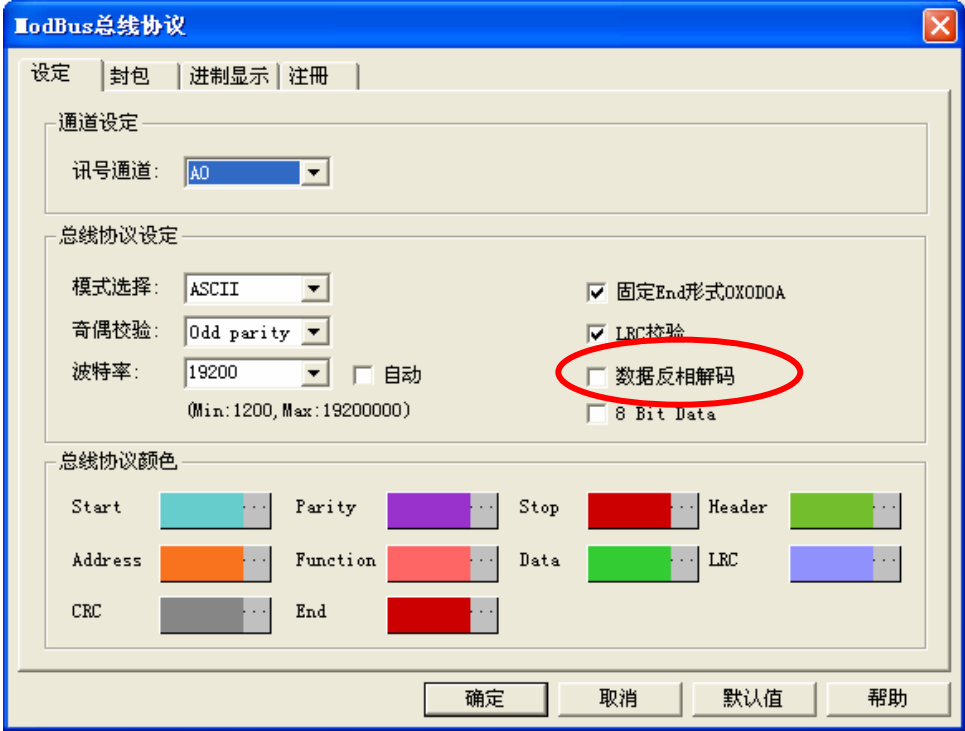 ModBus总线协议
设定 封包 进制显示 注册
通道设定
讯号通道: A0
总线协议设定
模式选择: ASCII
固定End形式0X0D0A
奇偶校验: Odd parity
LRC校验
波特率: 19200 自动
数据反相解码
(Min:1200,Max:19200000)
8 Bit Data
总线协议颜色
Start ... Parity ... Stop ... Header ...
Address ... Function ... Data ... LRC ...
CRC ... End ...
确定 取消 默认值 帮助